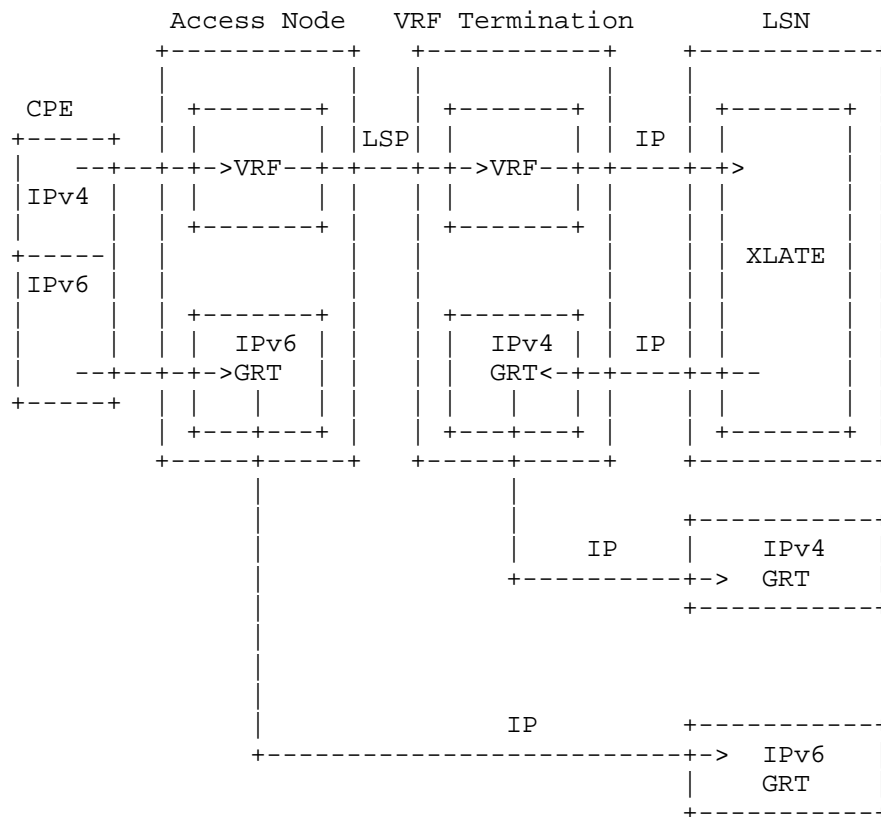 Access Node VRF Termination LSN
CPE
LSP IP
VRF VRF
IPv4
XLATE
IPv6
IPv6 IPv4 IP
GRT GRT
IP IPv4
GRT
IP
IPv6
GRT